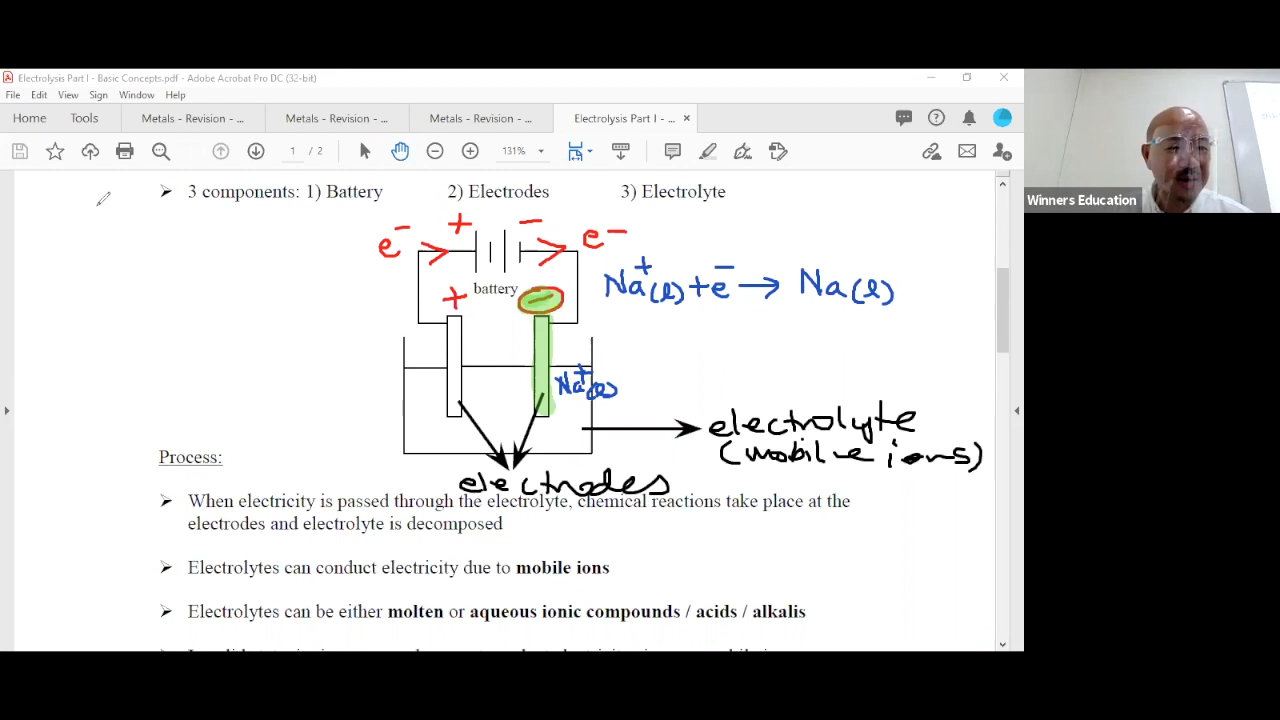 Electrolysis Part I - Basic Concepts.pdf - Adobe Acrobat Pro DC (32-bit)
File Edit View Sign Window Help
Home Tools Metals - Revision - ... Metals - Revision - ... Metals - Revision - ... Electrolysis Part I - ... ×
1 / 2 131%
Winners Education
➢ 3 components: 1) Battery 2) Electrodes 3) Electrolyte
+ −
e⁻ > > e⁻
battery
+ −
Na⁺(l) + e⁻ → Na(l)
Na⁺(l)
electrolyte
(mobile ions)
Process:
electrodes
➢ When electricity is passed through the electrolyte, chemical reactions take place at the
electrodes and electrolyte is decomposed
➢ Electrolytes can conduct electricity due to mobile ions
➢ Electrolytes can be either molten or aqueous ionic compounds / acids / alkalis